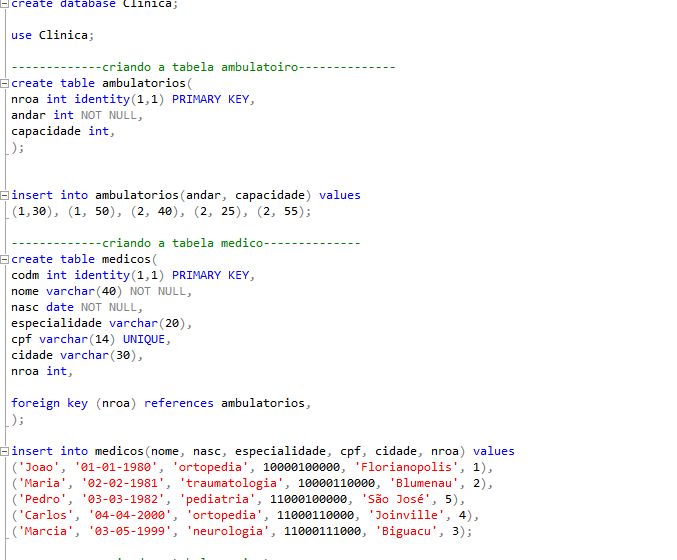 create database Clinica;
use Clinica;
-------------criando a tabela ambulatoiro--------------
create table ambulatorios(
nroa int identity(1,1) PRIMARY KEY,
andar int NOT NULL,
capacidade int,
);
insert into ambulatorios(andar, capacidade) values
(1,30), (1, 50), (2, 40), (2, 25), (2, 55);
-------------criando a tabela medico--------------
create table medicos(
codm int identity(1,1) PRIMARY KEY,
nome varchar(40) NOT NULL,
nasc date NOT NULL,
especialidade varchar(20),
cpf varchar(14) UNIQUE,
cidade varchar(30),
nroa int,
foreign key (nroa) references ambulatorios,
);
insert into medicos(nome, nasc, especialidade, cpf, cidade, nroa) values
('Joao', '01-01-1980', 'ortopedia', 10000100000, 'Florianopolis', 1),
('Maria', '02-02-1981', 'traumatologia', 10000110000, 'Blumenau', 2),
('Pedro', '03-03-1982', 'pediatria', 11000100000, 'São José', 5),
('Carlos', '04-04-2000', 'ortopedia', 11000110000, 'Joinville', 4),
('Marcia', '03-05-1999', 'neurologia', 11000111000, 'Biguacu', 3);